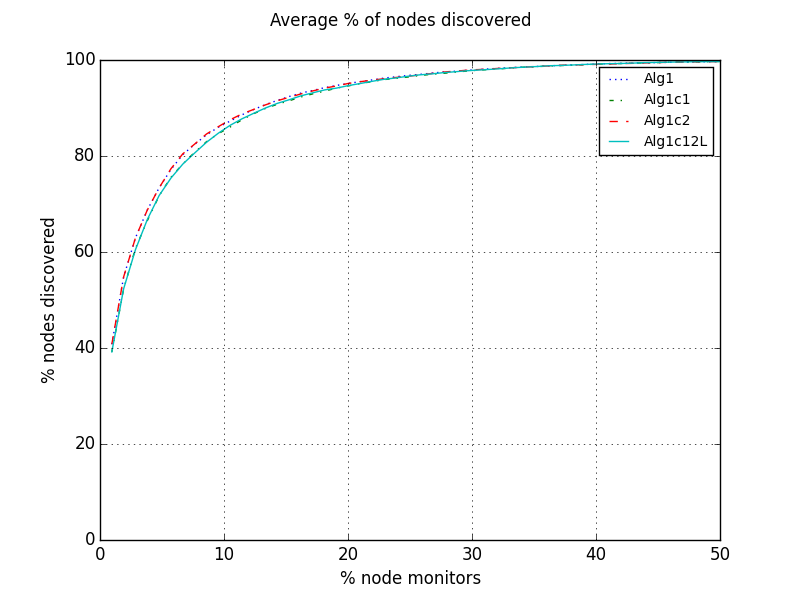 Average % of nodes discovered
100
80
60
40
20
0
% nodes discovered
Alg1
Alg1c1
Alg1c2
Alg1c12L
0 10 20 30 40 50
% node monitors